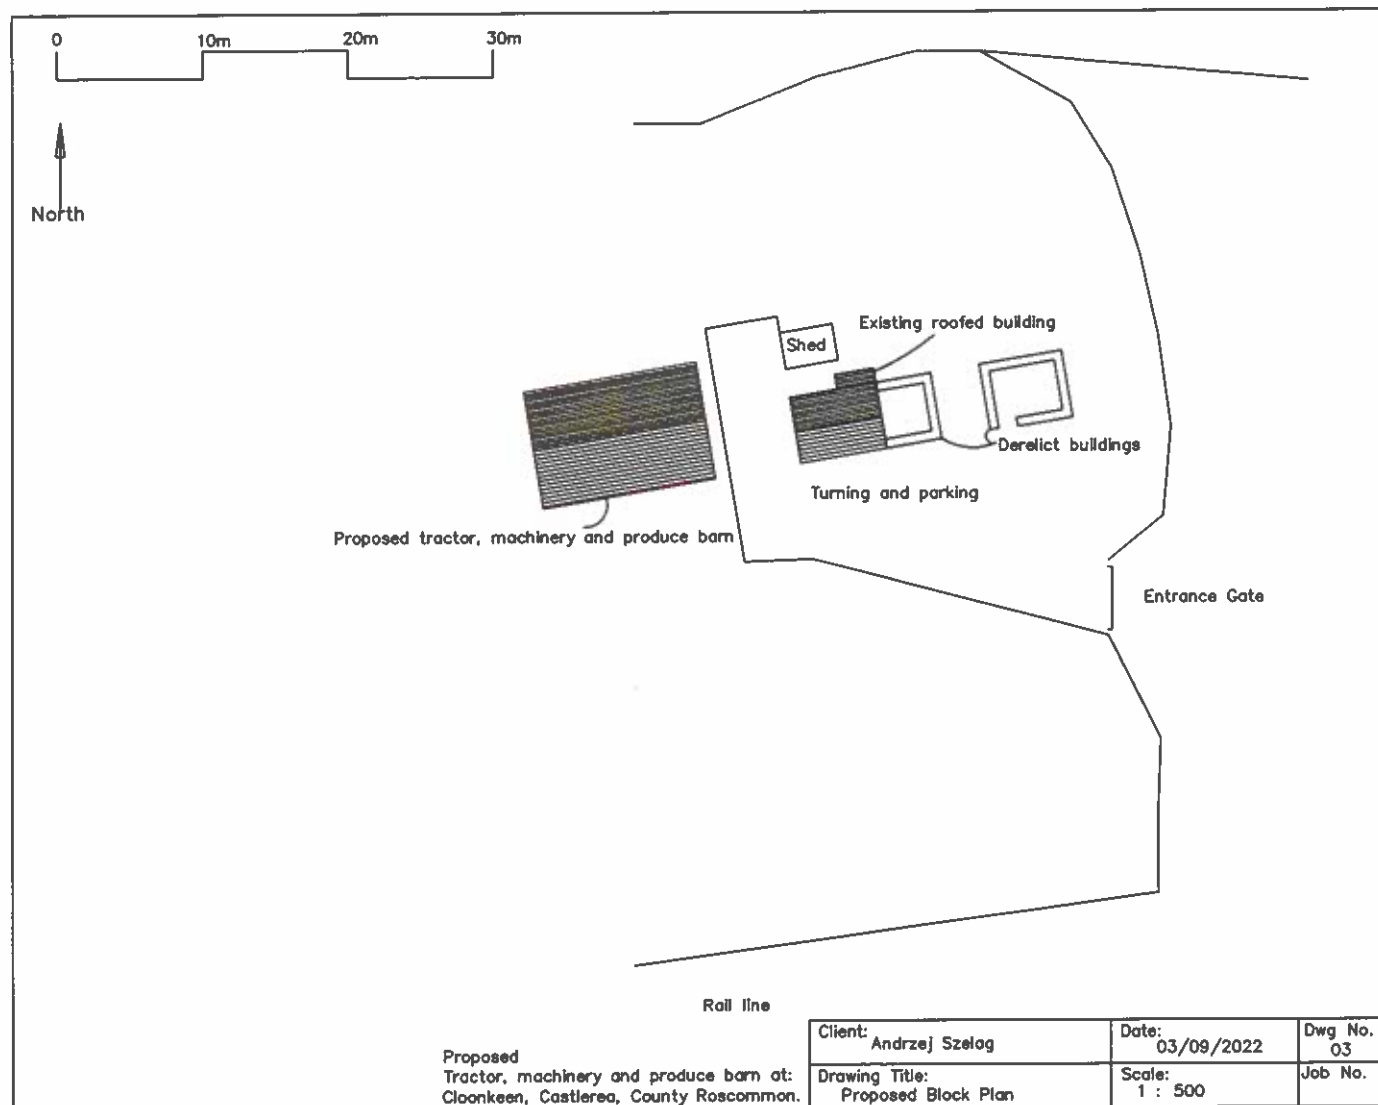 0 10m 20m 30m
North
Existing roofed building
Shed
Derelict buildings
Turning and parking
Proposed tractor, machinery and produce barn
Entrance Gate
Rail line
Proposed
Tractor, machinery and produce barn at:
Cloonkeen, Castlerea, County Roscommon.
Client:
Andrzej Szelag
Date:
03/09/2022
Dwg No.
03
Drawing Title:
Proposed Block Plan
Scale:
1 : 500
Job No.